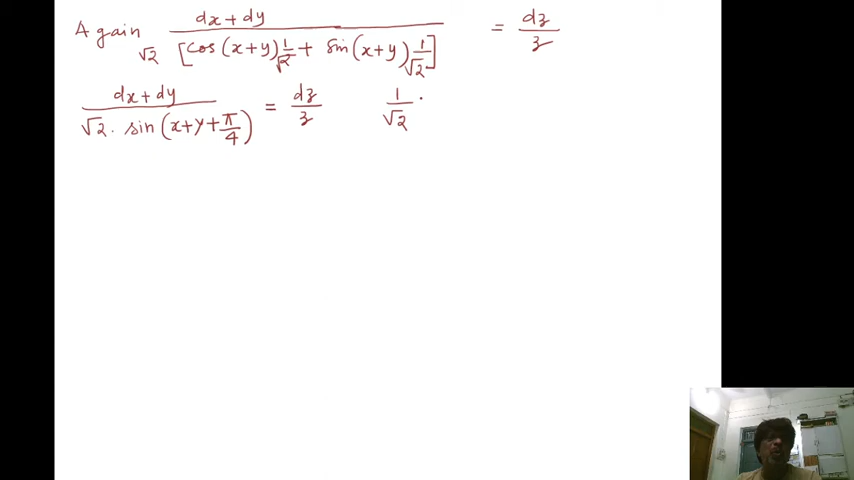 Again dx+dy / √2 [cos(x+y) 1/√2 + sin(x+y) 1/√2] = dz/z
dx+dy / √2 · sin(x+y+π/4) = dz/z 1/√2 ·